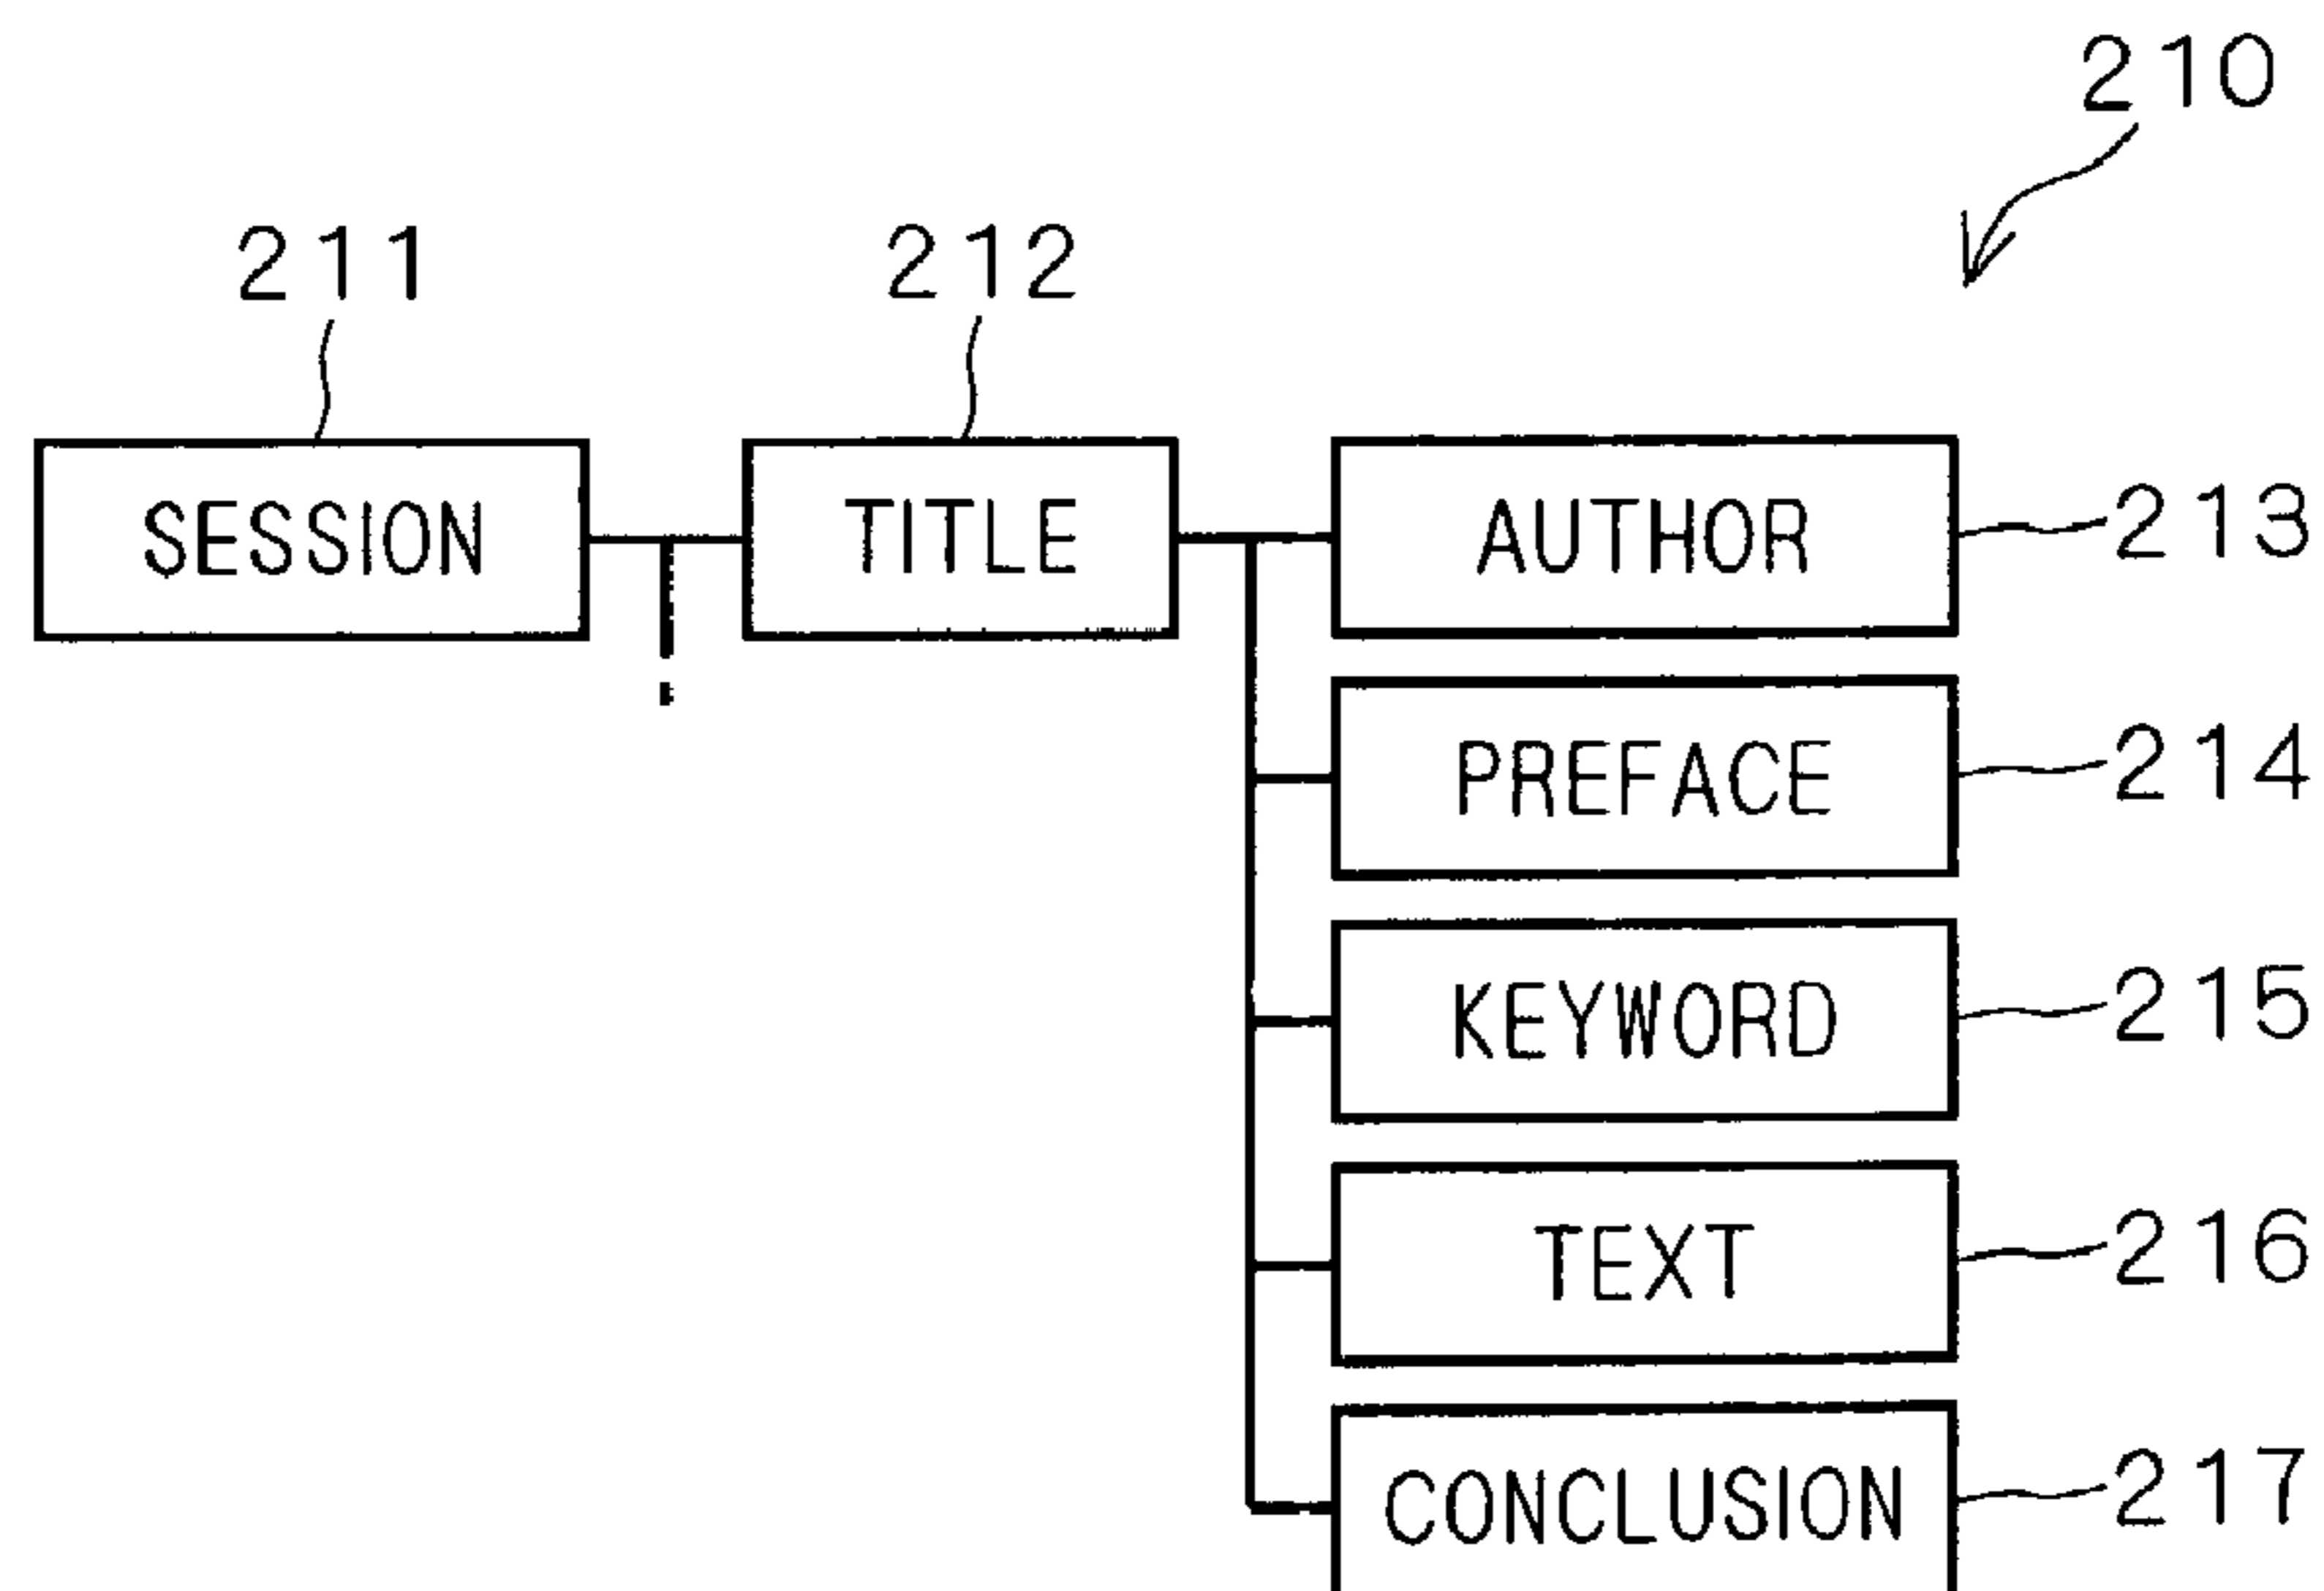 210
211 212
SESSION TITLE AUTHOR 213
PREFACE 214
KEYWORD 215
TEXT 216
CONCLUSION 217